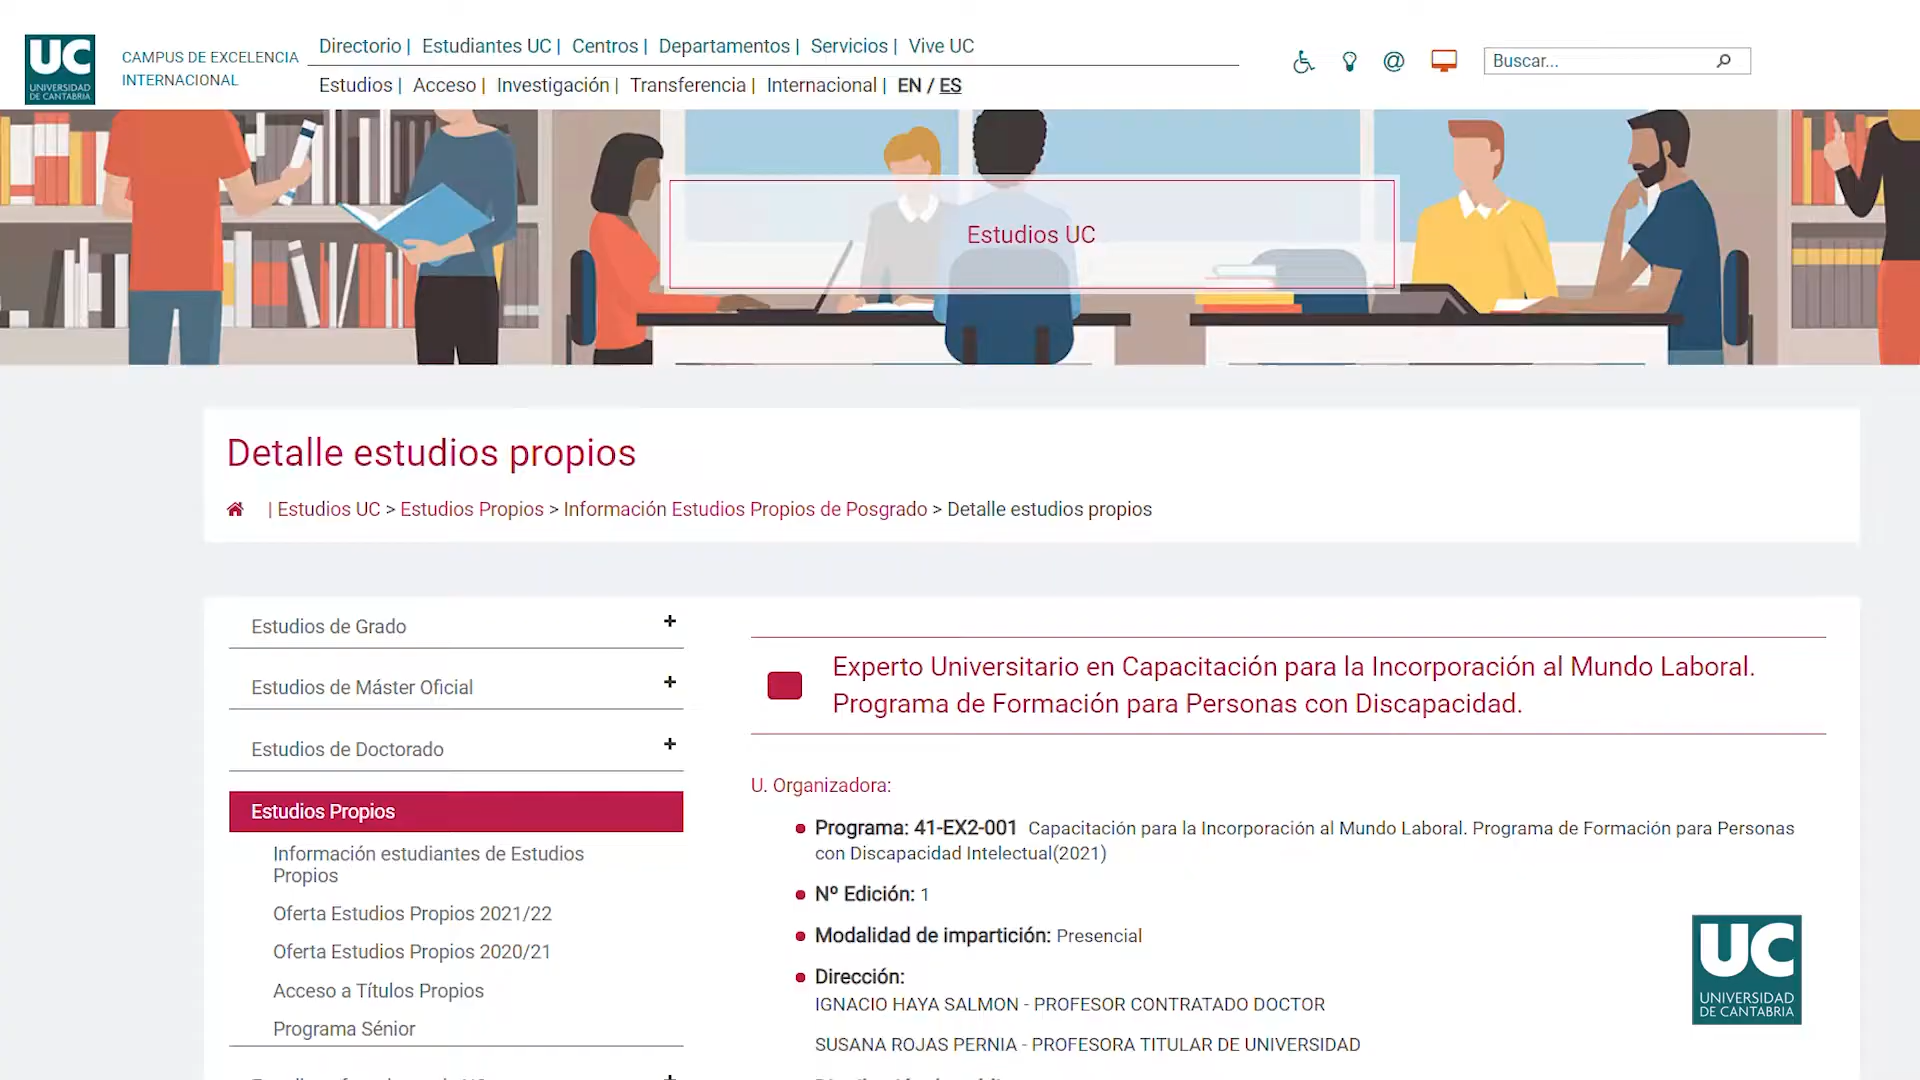 UC
UNIVERSIDAD
DE CANTABRIA
CAMPUS DE EXCELENCIA
INTERNACIONAL
Directorio | Estudiantes UC | Centros | Departamentos | Servicios | Vive UC
Estudios | Acceso | Investigación | Transferencia | Internacional | EN / ES
@
Buscar...
Estudios UC
Detalle estudios propios
| Estudios UC > Estudios Propios > Información Estudios Propios de Posgrado > Detalle estudios propios
Estudios de Grado +
Estudios de Máster Oficial +
Estudios de Doctorado +
Estudios Propios
Información estudiantes de Estudios
Propios
Oferta Estudios Propios 2021/22
Oferta Estudios Propios 2020/21
Acceso a Títulos Propios
Programa Sénior
Experto Universitario en Capacitación para la Incorporación al Mundo Laboral.
Programa de Formación para Personas con Discapacidad.
U. Organizadora:
Programa: 41-EX2-001 Capacitación para la Incorporación al Mundo Laboral. Programa de Formación para Personas
con Discapacidad Intelectual(2021)
Nº Edición: 1
Modalidad de impartición: Presencial
Dirección:
IGNACIO HAYA SALMON - PROFESOR CONTRATADO DOCTOR
SUSANA ROJAS PERNIA - PROFESORA TITULAR DE UNIVERSIDAD
UC
UNIVERSIDAD
DE CANTABRIA